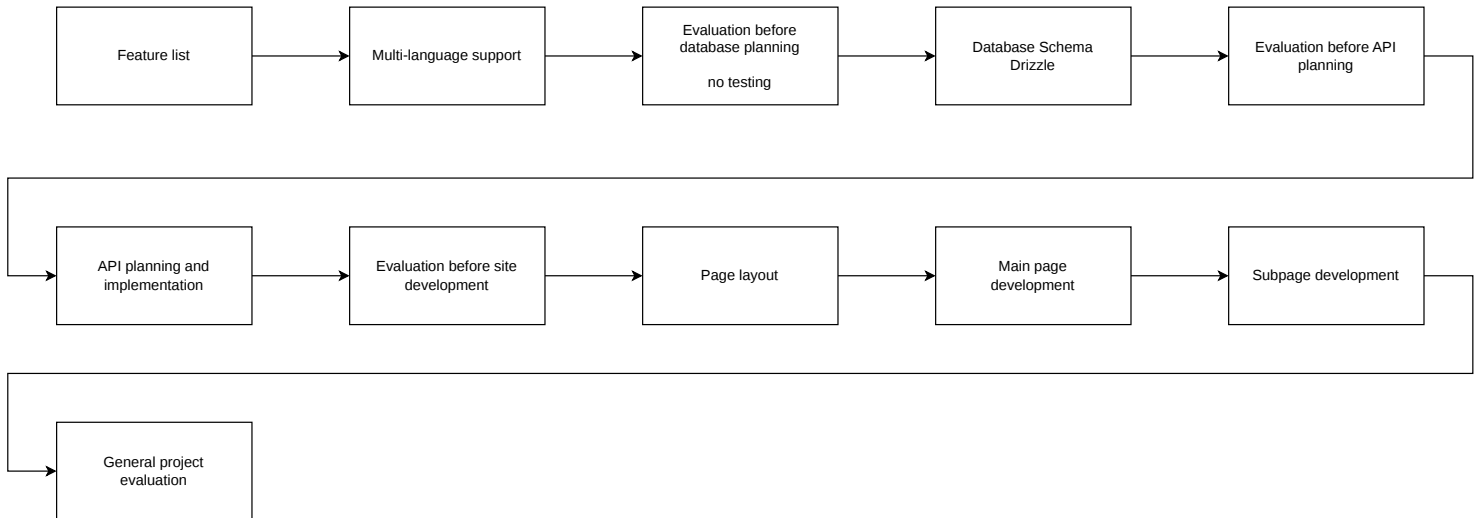 Feature list
Multi-language support
Evaluation before
database planning
no testing
Database Schema
Drizzle
Evaluation before API
planning
API planning and
implementation
Evaluation before site
development
Page layout
Main page
development
Subpage development
General project
evaluation